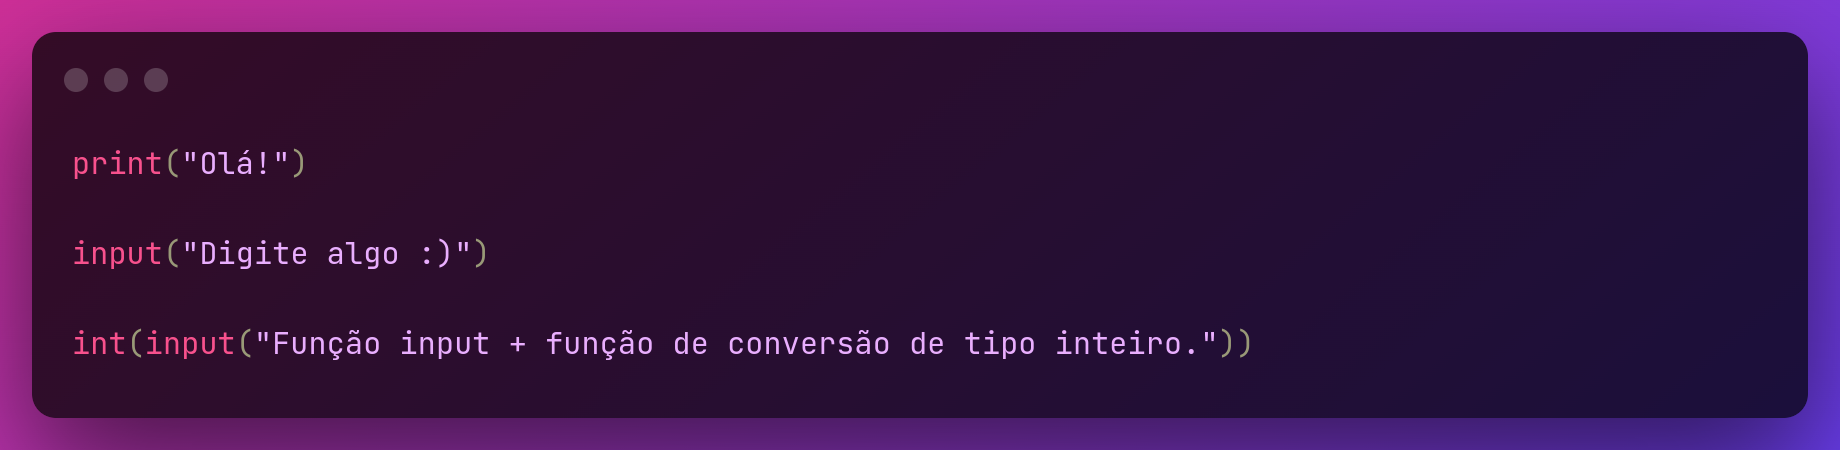 print("Olá!")
input("Digite algo :)")
int(input("Função input + função de conversão de tipo inteiro."))